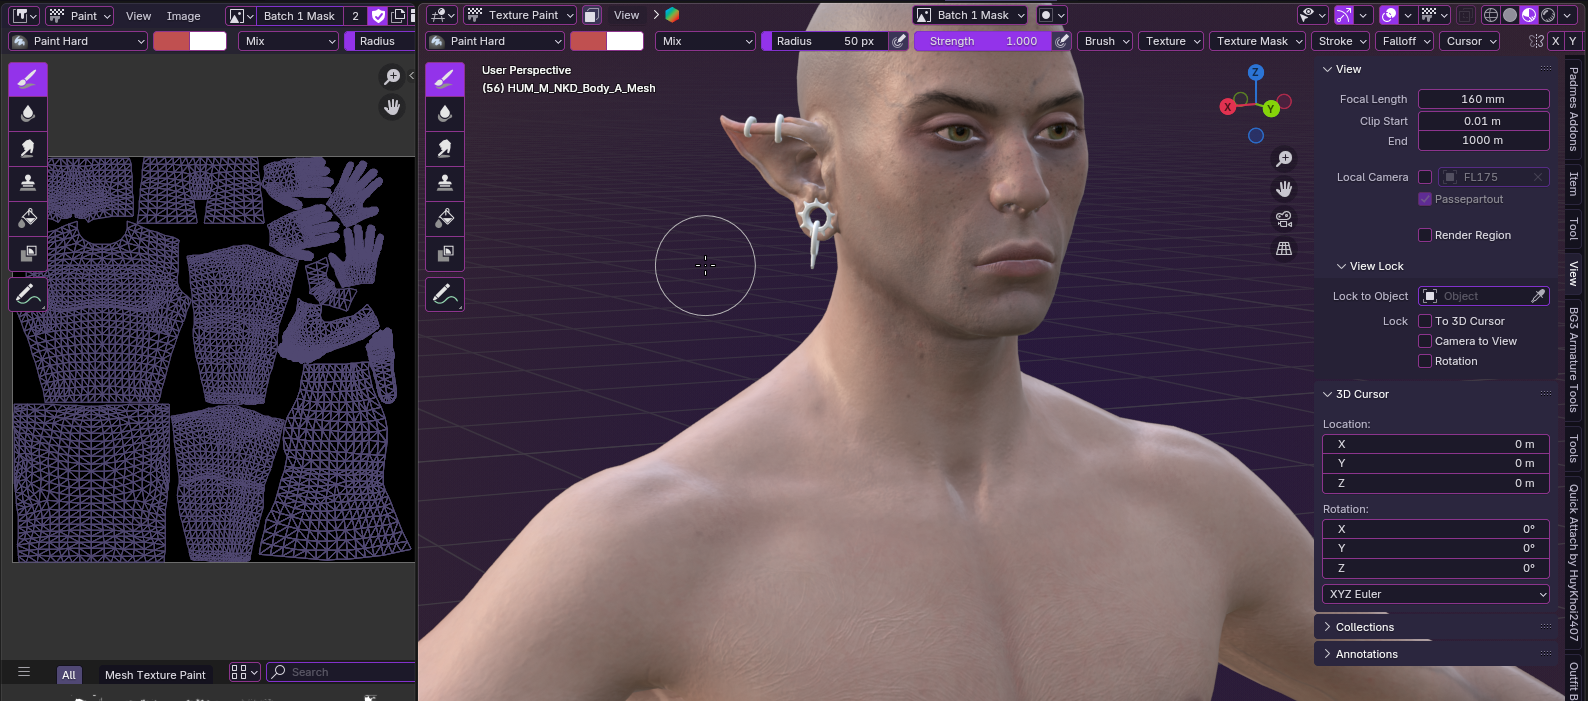 Paint
View
Image
Batch 1 Mask
2
Texture Paint
View
Batch 1 Mask
Paint Hard
Mix
Radius
Paint Hard
Mix
Radius 50 px
Strength 1.000
Brush
Texture
Texture Mask
Stroke
Falloff
Cursor
X
Y
User Perspective
(56) HUM_M_NKD_Body_A_Mesh
Z
X
Y
View
Focal Length 160 mm
Clip Start 0.01 m
End 1000 m
Local Camera FL175
Passepartout
Render Region
View Lock
Lock to Object Object
Lock To 3D Cursor
Camera to View
Rotation
3D Cursor
Location:
X 0 m
Y 0 m
Z 0 m
Rotation:
X 0°
Y 0°
Z 0°
XYZ Euler
Collections
Annotations
Padmes Addons
Item
Tool
View
BG3 Armature Tools
Tools
Quick Attach by HuyKhoi2407
Outfit B
All
Mesh Texture Paint
Search